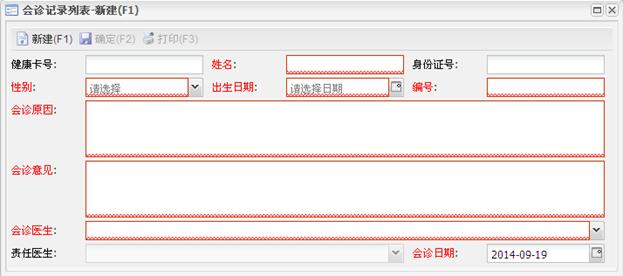 会诊记录列表-新建(F1)
新建(F1) 确定(F2) 打印(F3)
健康卡号: 姓名: 身份证号:
性别: 请选择 出生日期: 请选择日期 编号:
会诊原因:
会诊意见:
会诊医生:
责任医生: 会诊日期: 2014-09-19